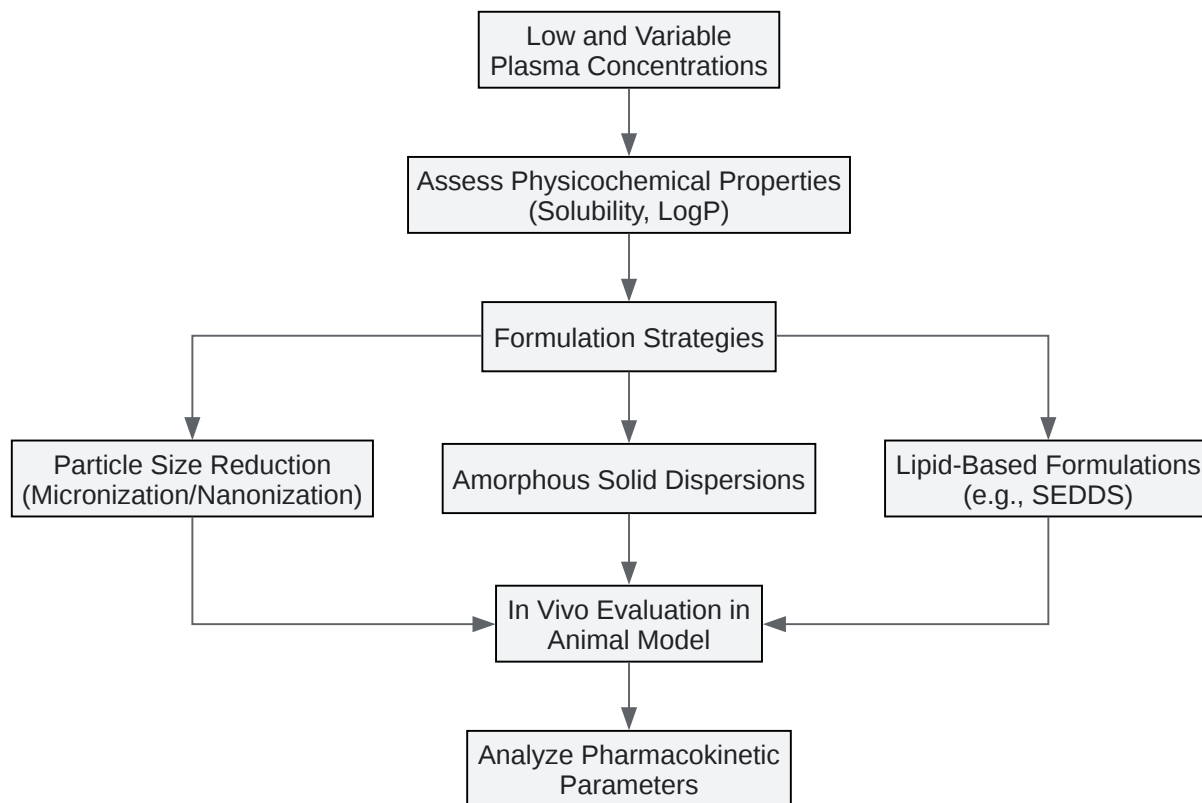 Low and Variable
Plasma Concentrations
Assess Physicochemical Properties
(Solubility, LogP)
Formulation Strategies
Particle Size Reduction
(Micronization/Nanonization)
Amorphous Solid Dispersions
Lipid-Based Formulations
(e.g., SEDDS)
In Vivo Evaluation in
Animal Model
Analyze Pharmacokinetic
Parameters